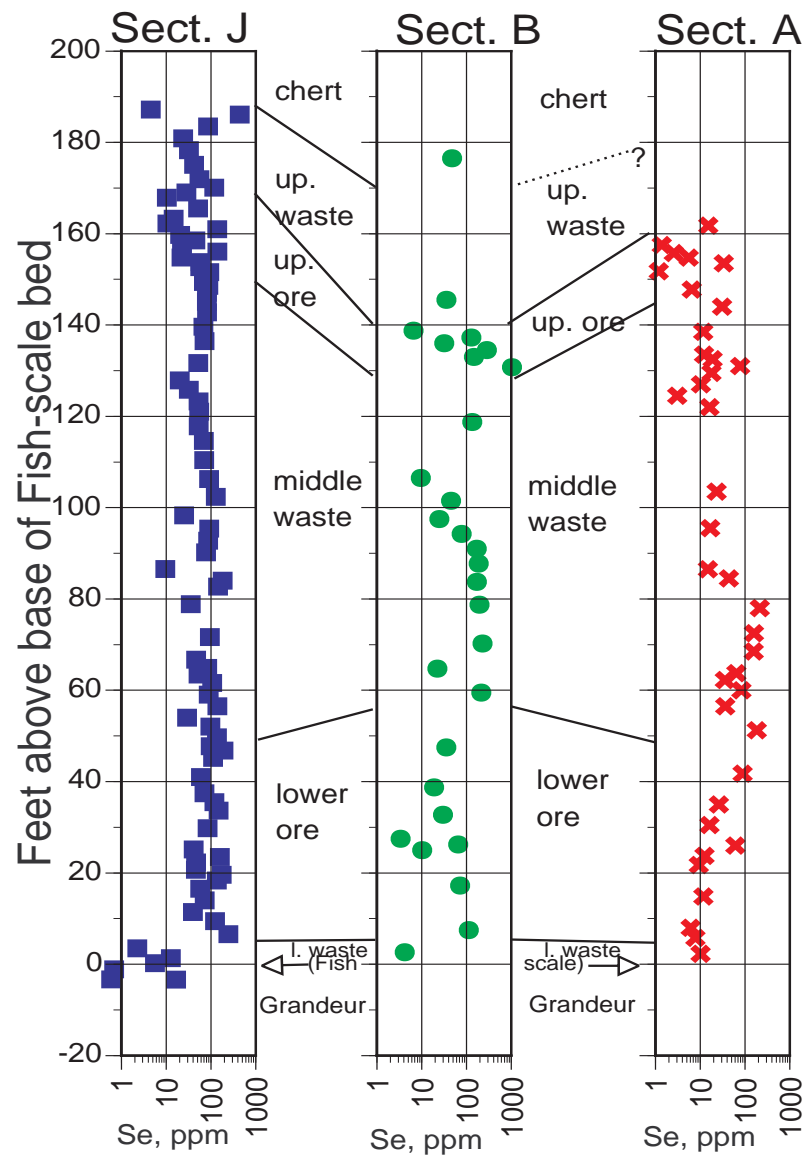 Sect. J
Sect. B
Sect. A
Feet above base of Fish-scale bed
200
180
160
140
120
100
80
60
40
20
0
-20
chert
up.
waste
up.
ore
middle
waste
lower
ore
l. waste
(Fish
Grandeur
chert
?
up.
waste
up. ore
middle
waste
lower
ore
l. waste
scale)
Grandeur
1
10
100
1000
Se, ppm
1
10
100
1000
Se, ppm
1
10
100
1000
Se, ppm